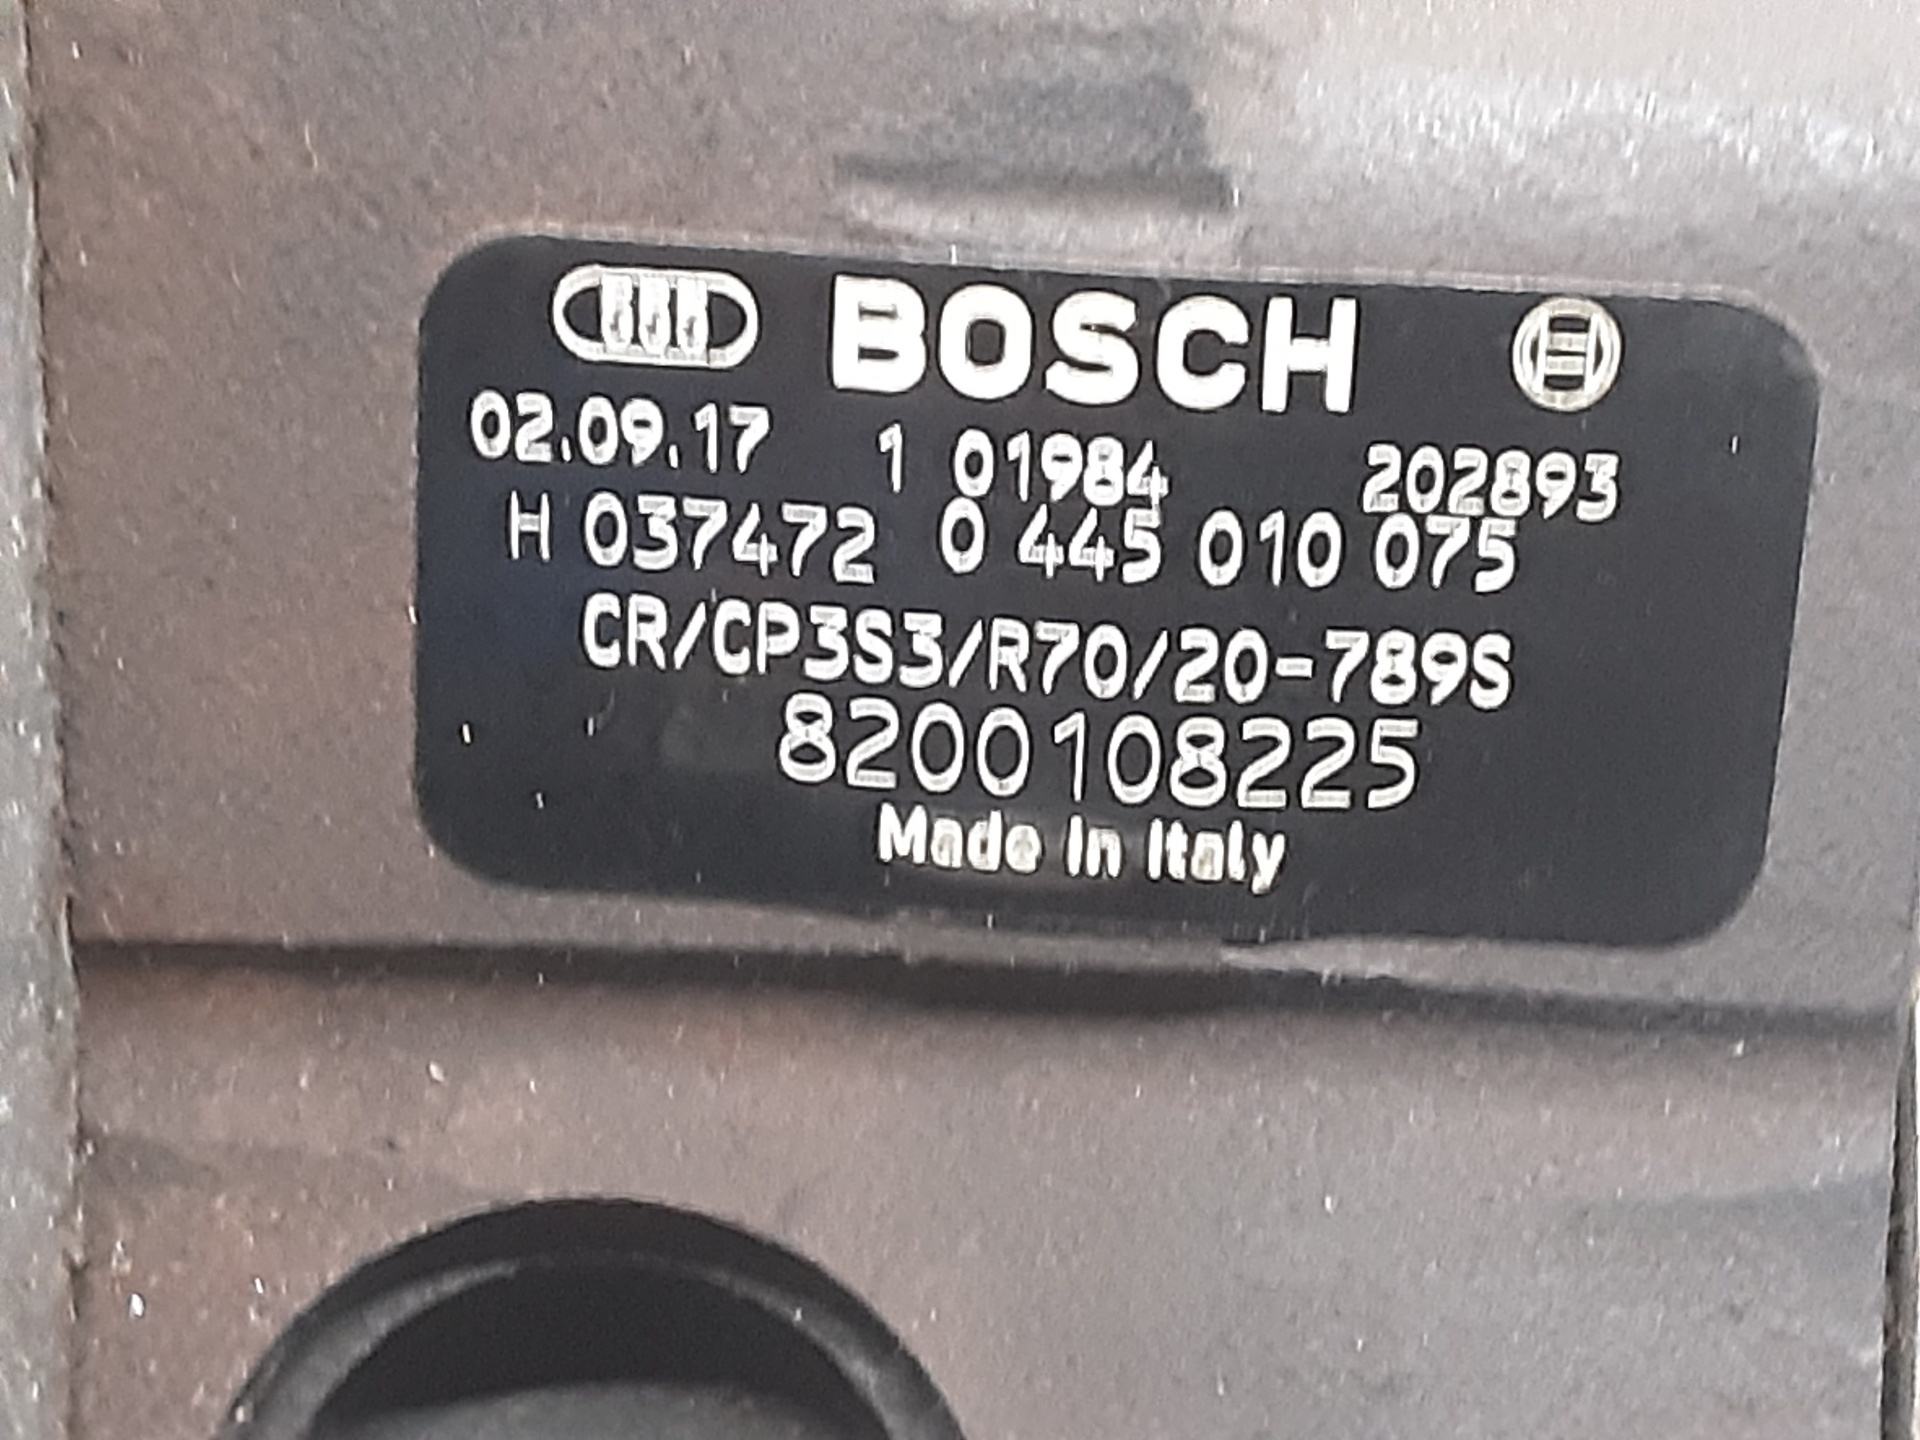 BOSCH
02.09.17 1 01984 202893
H 037472 0 445 010 075
CR/CP3S3/R70/20-789S
8200108225
Made in Italy